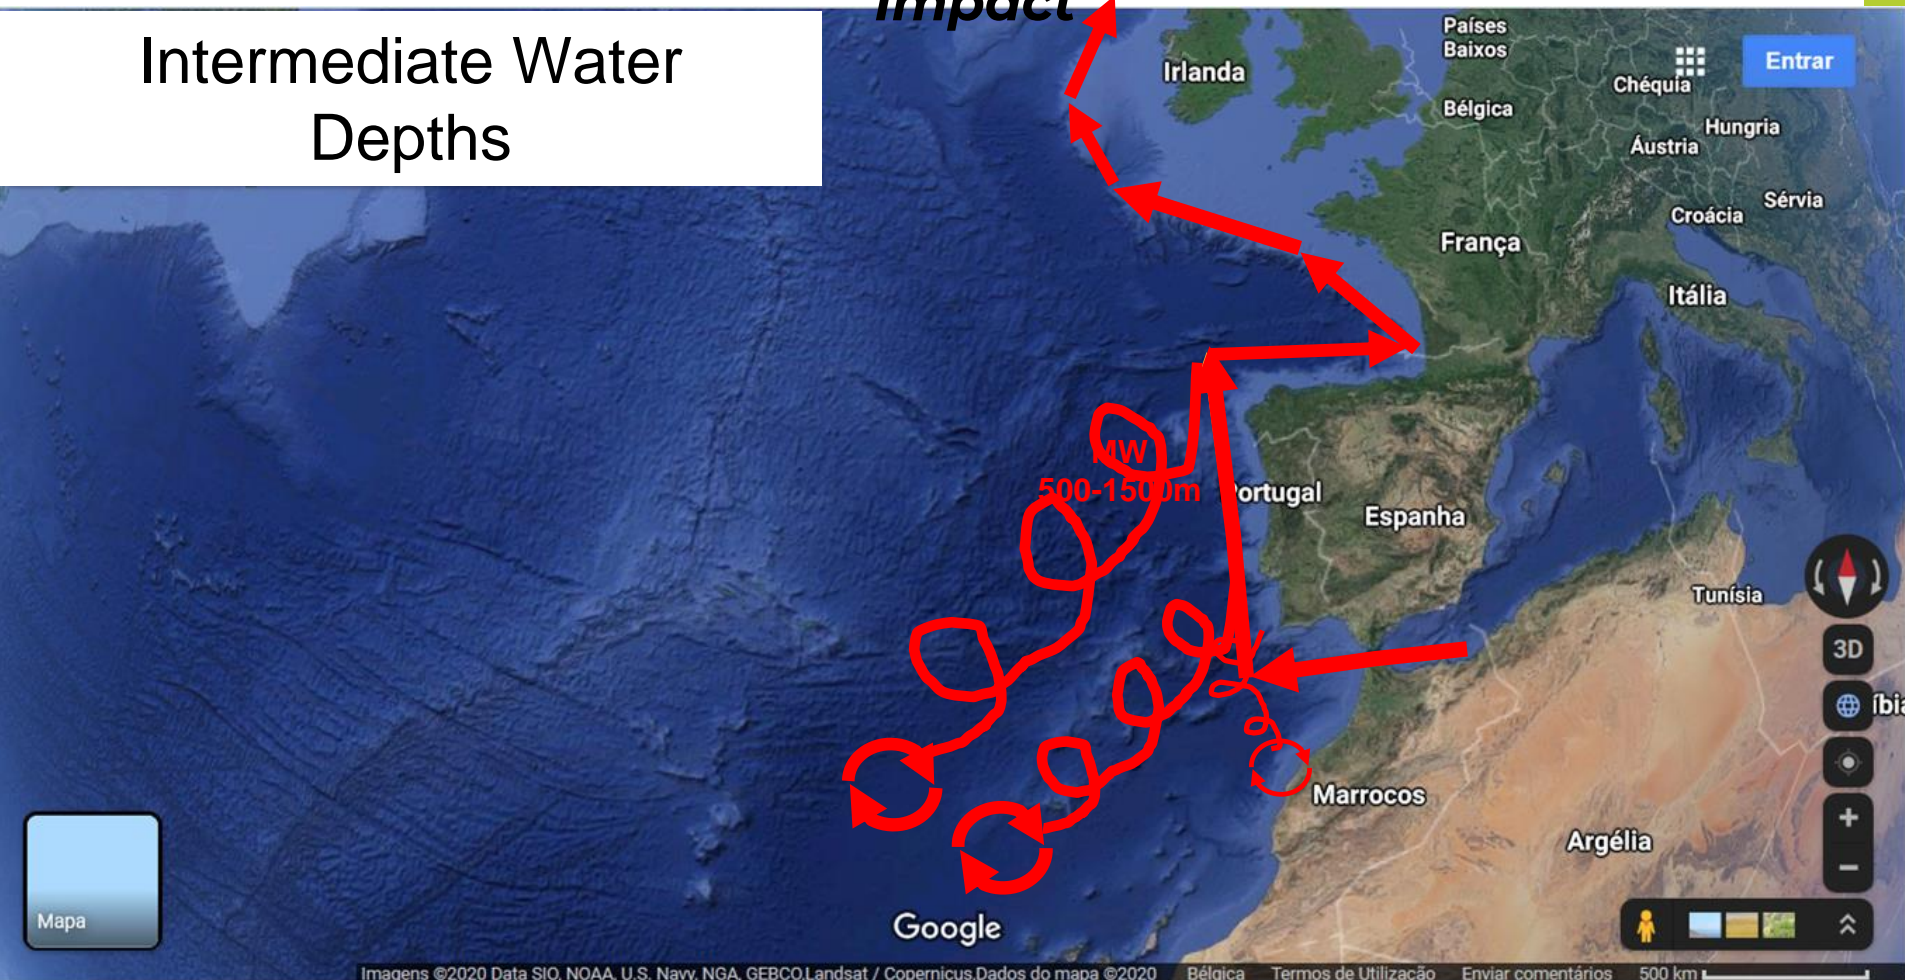 Impact
Intermediate Water
Depths
Países
Baixos
Irlanda
Chéquia
Entrar
Bélgica
Hungria
Áustria
Sérvia
Croácia
França
Itália
MW
500-1500m
Portugal
Espanha
Tunísia
3D
Marrocos
Argélia
Mapa
Google
Imagens ©2020 Data SIO, NOAA, U.S. Navy, NGA, GEBCO,Landsat / Copernicus,Dados do mapa ©2020 Bélgica Termos de Utilização Enviar comentários 500 km